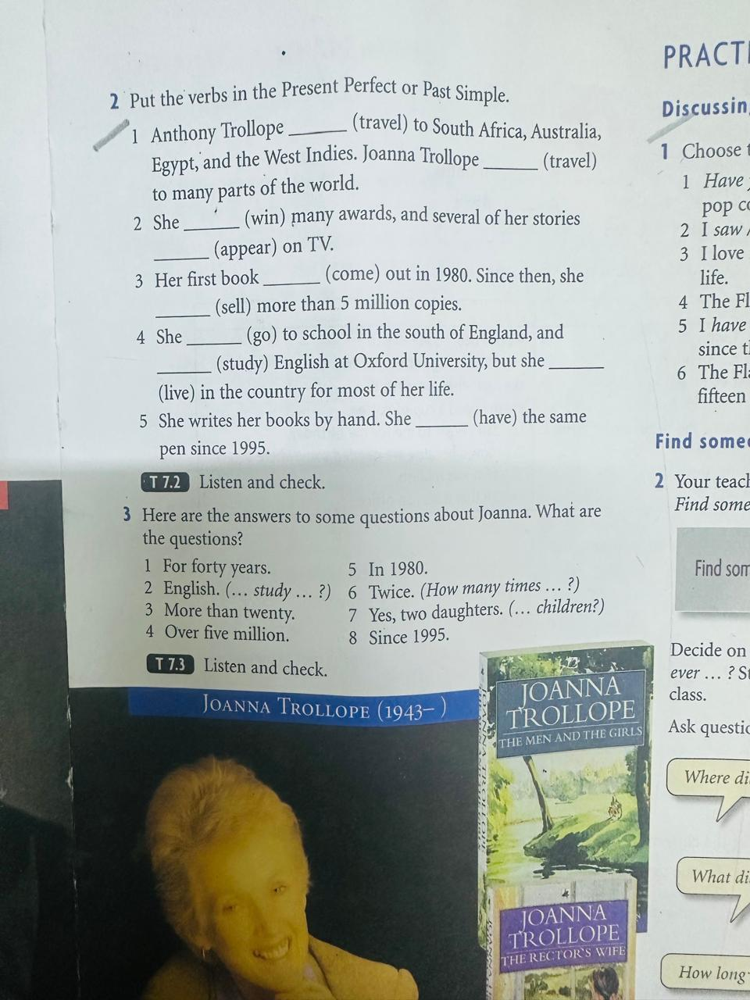 2 Put the verbs in the Present Perfect or Past Simple.
1 Anthony Trollope ______ (travel) to South Africa, Australia,
Egypt, and the West Indies. Joanna Trollope ______ (travel)
to many parts of the world.
2 She ______ (win) many awards, and several of her stories
______ (appear) on TV.
3 Her first book ______ (come) out in 1980. Since then, she
______ (sell) more than 5 million copies.
4 She ______ (go) to school in the south of England, and
______ (study) English at Oxford University, but she ______
(live) in the country for most of her life.
5 She writes her books by hand. She ______ (have) the same
pen since 1995.
T 7.2 Listen and check.
3 Here are the answers to some questions about Joanna. What are
the questions?
1 For forty years.
2 English. (... study ... ?)
3 More than twenty.
4 Over five million.
5 In 1980.
6 Twice. (How many times ... ?)
7 Yes, two daughters. (... children?)
8 Since 1995.
T 7.3 Listen and check.
JOANNA TROLLOPE (1943– )
JOANNA
TROLLOPE
THE MEN AND THE GIRLS
JOANNA
TROLLOPE
THE RECTOR'S WIFE
1 Choose
1 Have
pop
2 I saw
3 I love
life.
4 The
5 I have
since
6 The
fifteen
Find
2 Your
Find
Find
Decide on
ever ... ?
class.
Ask
Where
What
How long